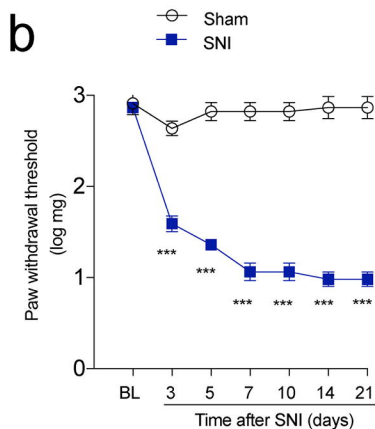 b
Sham
SNI
Paw withdrawal threshold
(log mg)
3
2
1
0
***
***
***
***
***
***
BL 3 5 7 10 14 21
Time after SNI (days)